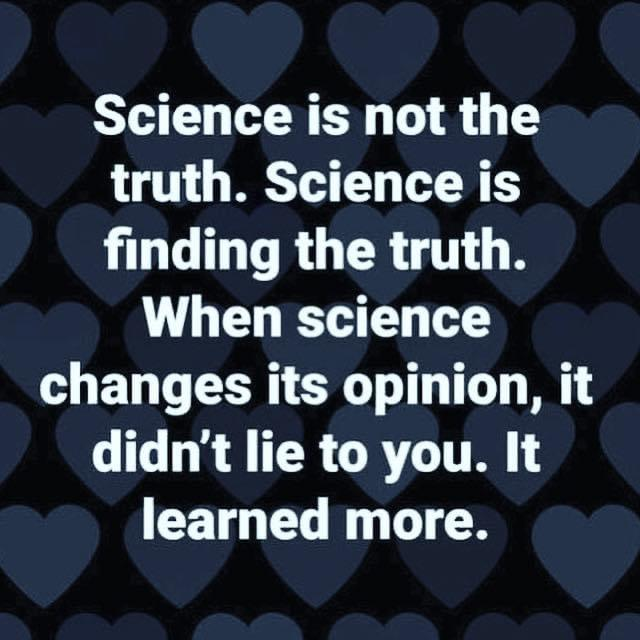 Science is not the
truth. Science is
finding the truth.
When science
changes its opinion, it
didn’t lie to you. It
learned more.